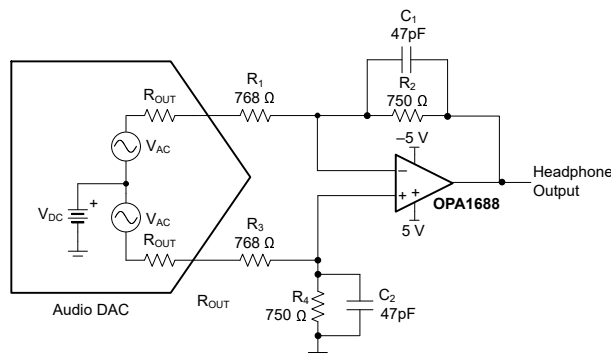 C1
47pF
R1
768 Ω
R2
750 Ω
ROUT
VAC
–5 V
–
+
+
5 V
OPA1688
Headphone
Output
VDC
+
VAC
ROUT
R3
768 Ω
Audio DAC
ROUT
R4
750 Ω
C2
47pF